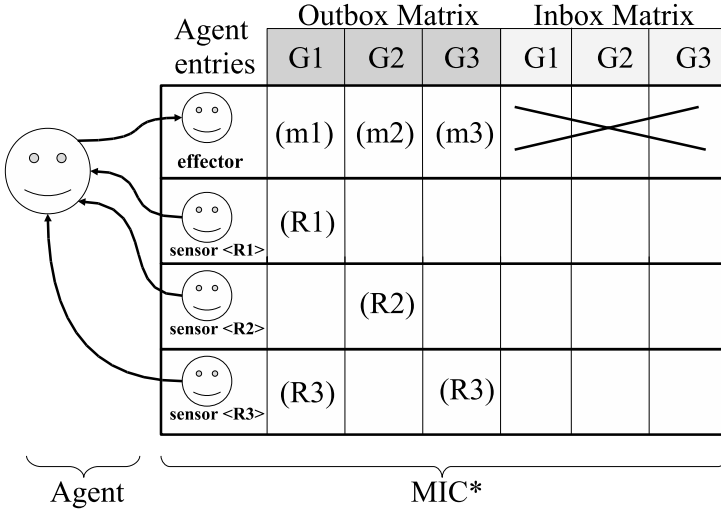 Outbox Matrix Inbox Matrix
Agent entries
G1 G2 G3 G1 G2 G3
(m1) (m2) (m3)
effector
(R1)
sensor <R1>
(R2)
sensor <R2>
(R3) (R3)
sensor <R3>
Agent MIC*